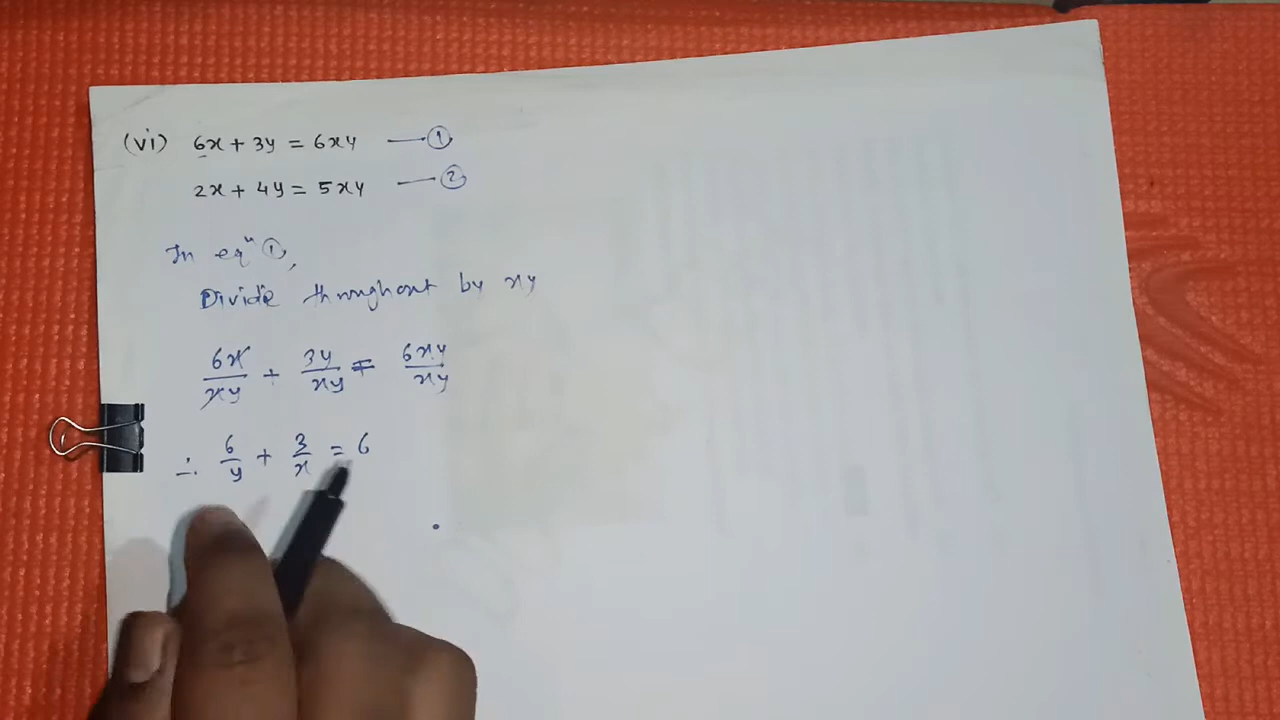 (vi) 6x + 3y = 6xy —— ①
2x + 4y = 5xy —— ②
In eqⁿ ①,
Divide throughout by xy
6x/xy + 3y/xy = 6xy/xy
∴ 6/y + 3/x = 6